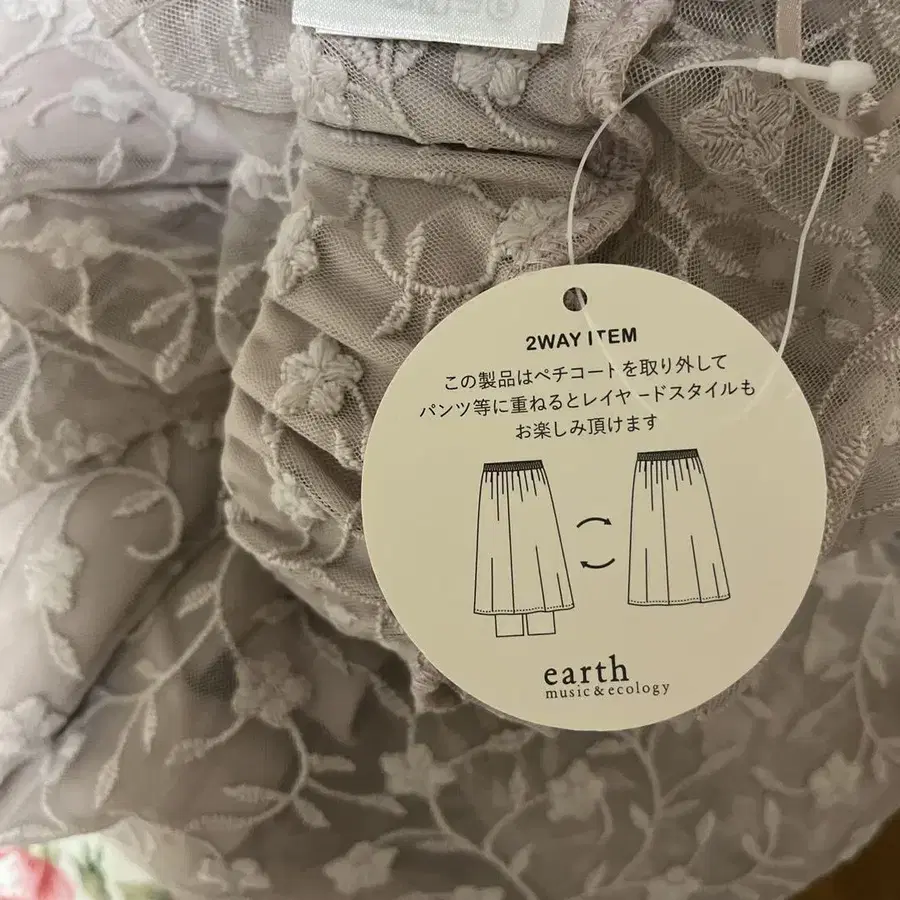 2WAY ITEM
この製品はペチコートを取り外して
パンツ等に重ねるとレイヤードスタイルも
お楽しみ頂けます
earth
music & ecology